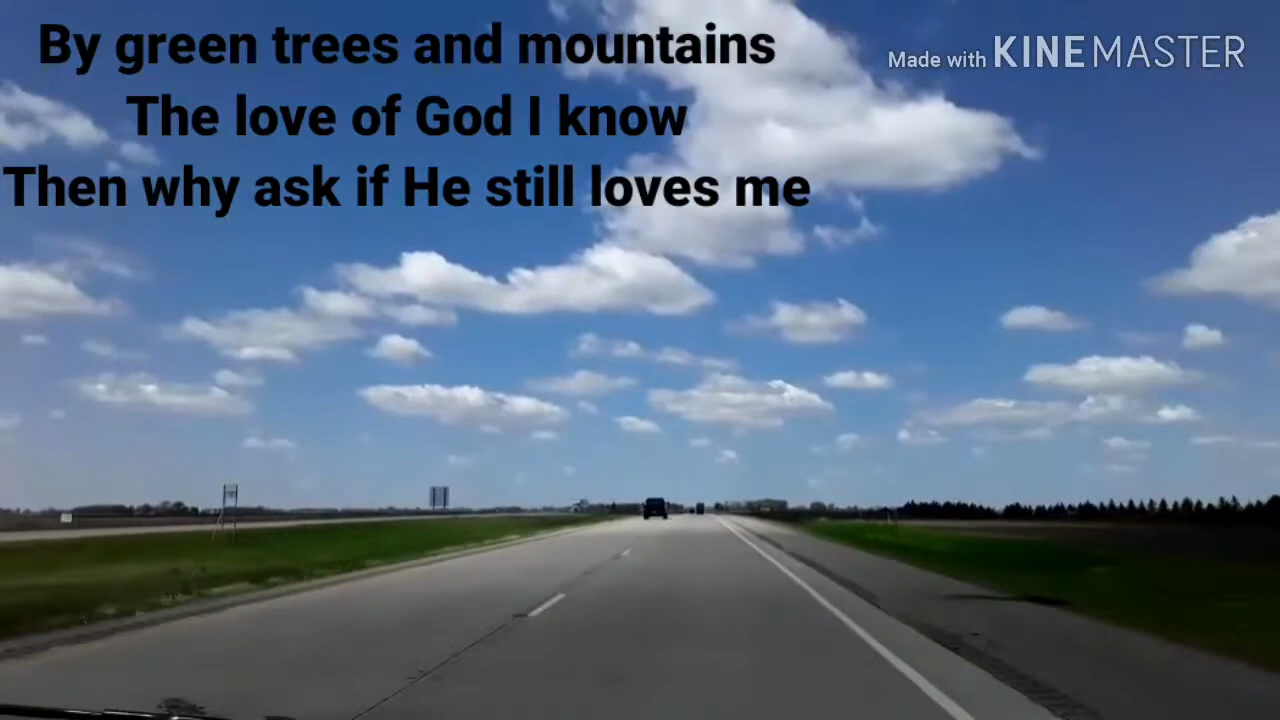 By green trees and mountains
The love of God I know
Then why ask if He still loves me
Made with KINEMASTER